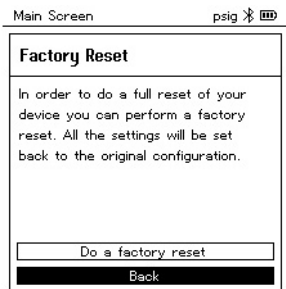 Main Screen psig
Factory Reset
In order to do a full reset of your
device you can perform a factory
reset. All the settings will be set
back to the original configuration.
Do a factory reset
Back